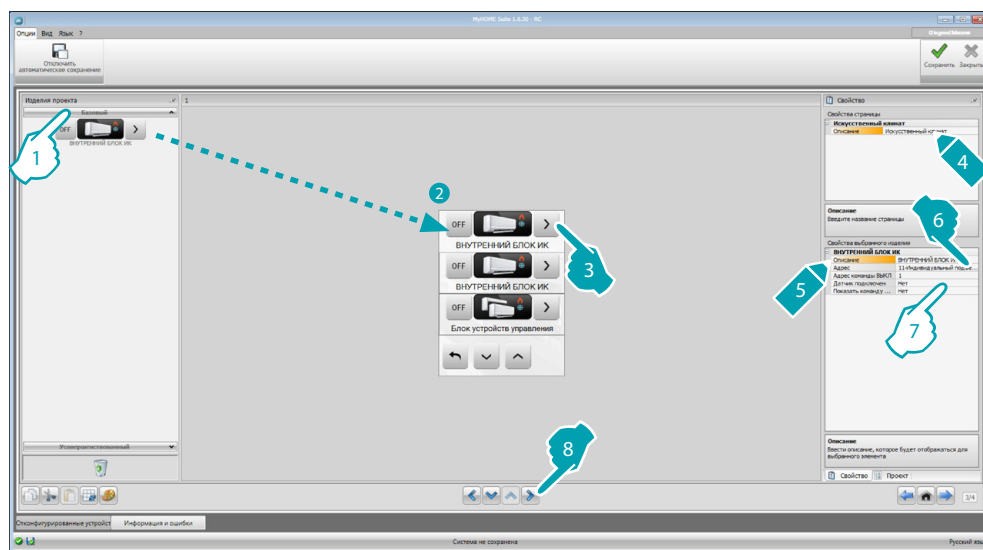 MyHOME Suite 1.0.30 - RC
Опции Вид Язык ?
Отключить
автоматическое сохранение
Сохранить Закрыть
Изделия проекта
1
Свойство
Базовый
OFF
ВНУТРЕННИЙ БЛОК ИК
1
2
OFF
ВНУТРЕННИЙ БЛОК ИК
3
OFF
ВНУТРЕННИЙ БЛОК ИК
OFF
Блок устройств управления
Свойства страницы
Искусственный климат
Описание
4
Описание
Введите название страницы
6
Свойства выбранного изделия
ВНУТРЕННИЙ БЛОК ИК
Описание ВНУТРЕННИЙ БЛОК И
5
Адрес
Адрес команды ВЫКЛ 1
Датчик подключен Нет
Показать команду ... Нет
7
8
Усовершенствованный
Описание
Ввести описание, которое будет отображаться для
выбранного элемента
Свойство Проект
3/4
Отконфигурированные устройст Информация и ошибки
Система не сохранена
Русский язы